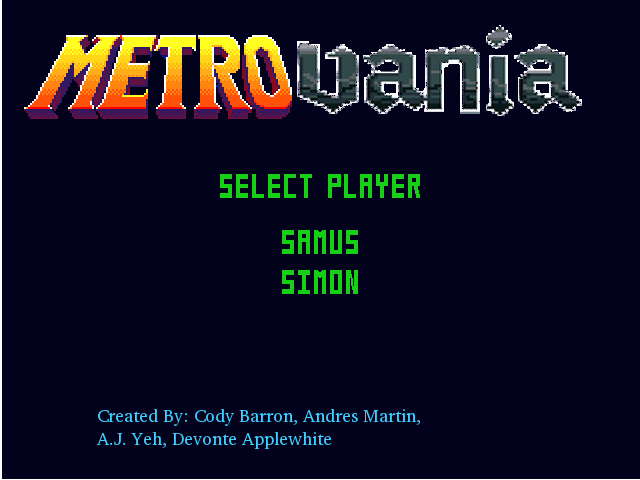 METROvania
SELECT PLAYER
SAMUS
SIMON
Created By: Cody Barron, Andres Martin,
A.J. Yeh, Devonte Applewhite